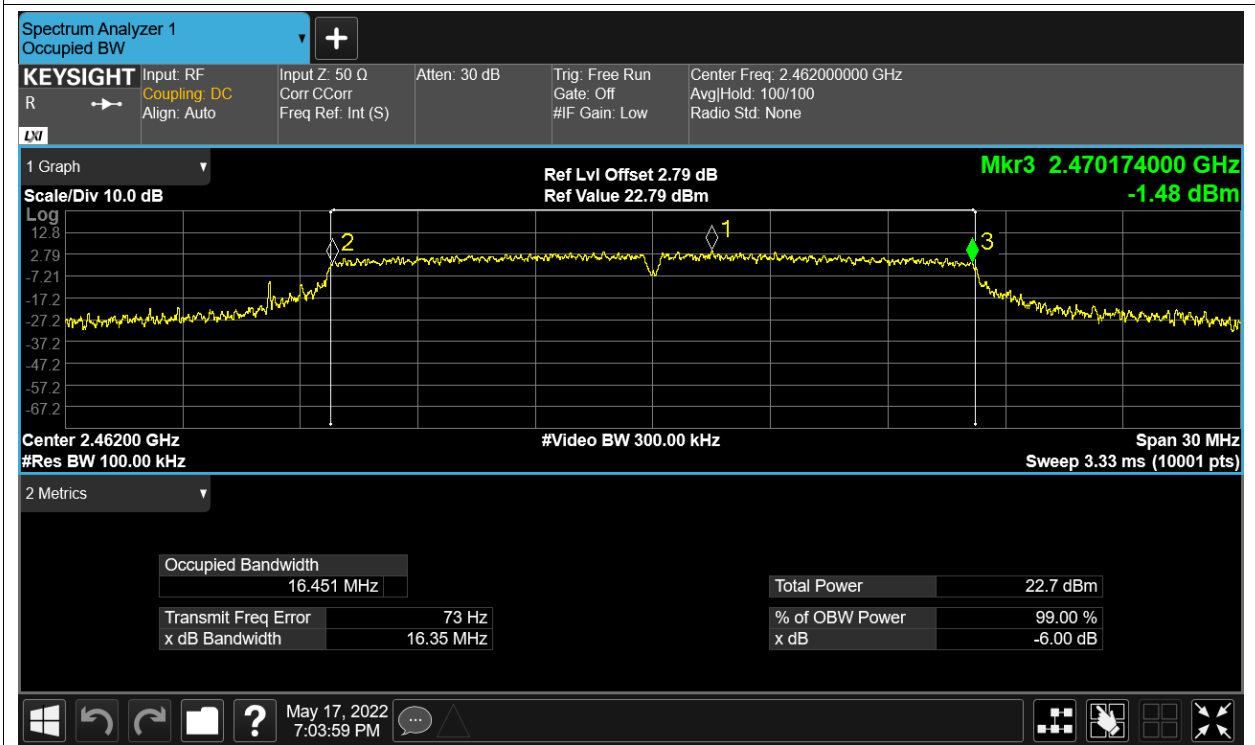 Spectrum Analyzer 1
Occupied BW
KEYSIGHT
R
LXI
Input: RF
Coupling: DC
Align: Auto
Input Z: 50 Ω
Corr CCorr
Freq Ref: Int (S)
Atten: 30 dB
Trig: Free Run
Gate: Off
#IF Gain: Low
Center Freq: 2.462000000 GHz
Avg|Hold: 100/100
Radio Std: None
1 Graph
Scale/Div 10.0 dB
Ref Lvl Offset 2.79 dB
Ref Value 22.79 dBm
Mkr3 2.470174000 GHz
-1.48 dBm
Log
12.8
2.79
-7.21
-17.2
-27.2
-37.2
-47.2
-57.2
-67.2
2
1
3
Center 2.46200 GHz
#Video BW 300.00 kHz
Span 30 MHz
#Res BW 100.00 kHz
Sweep 3.33 ms (10001 pts)
2 Metrics
Occupied Bandwidth
16.451 MHz
Transmit Freq Error 73 Hz
x dB Bandwidth 16.35 MHz
Total Power 22.7 dBm
% of OBW Power 99.00 %
x dB -6.00 dB
?
May 17, 2022
7:03:59 PM